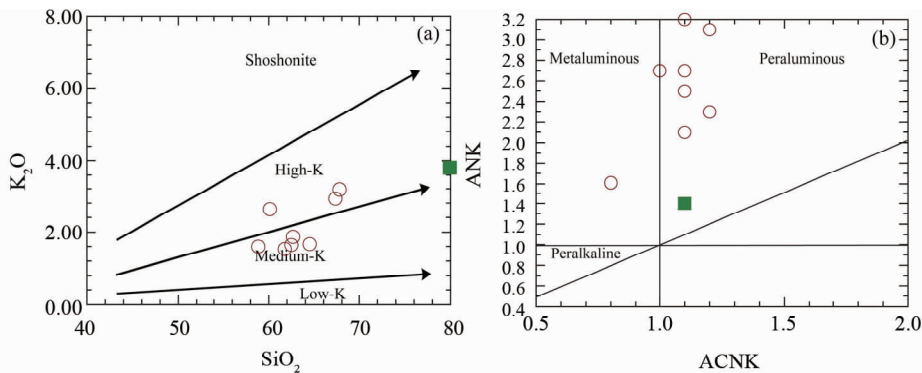 (a)
Shoshonite
High-K
Medium-K
Low-K
8.00
6.00
4.00
2.00
0.00
K₂O
40
50
60
70
80
SiO₂
(b)
Metaluminous
Peraluminous
Peralkaline
3.2
3.0
2.8
2.6
2.4
2.2
2.0
1.8
1.6
1.4
1.2
1.0
0.8
0.6
0.4
ANK
0.5
1.0
1.5
2.0
ACNK